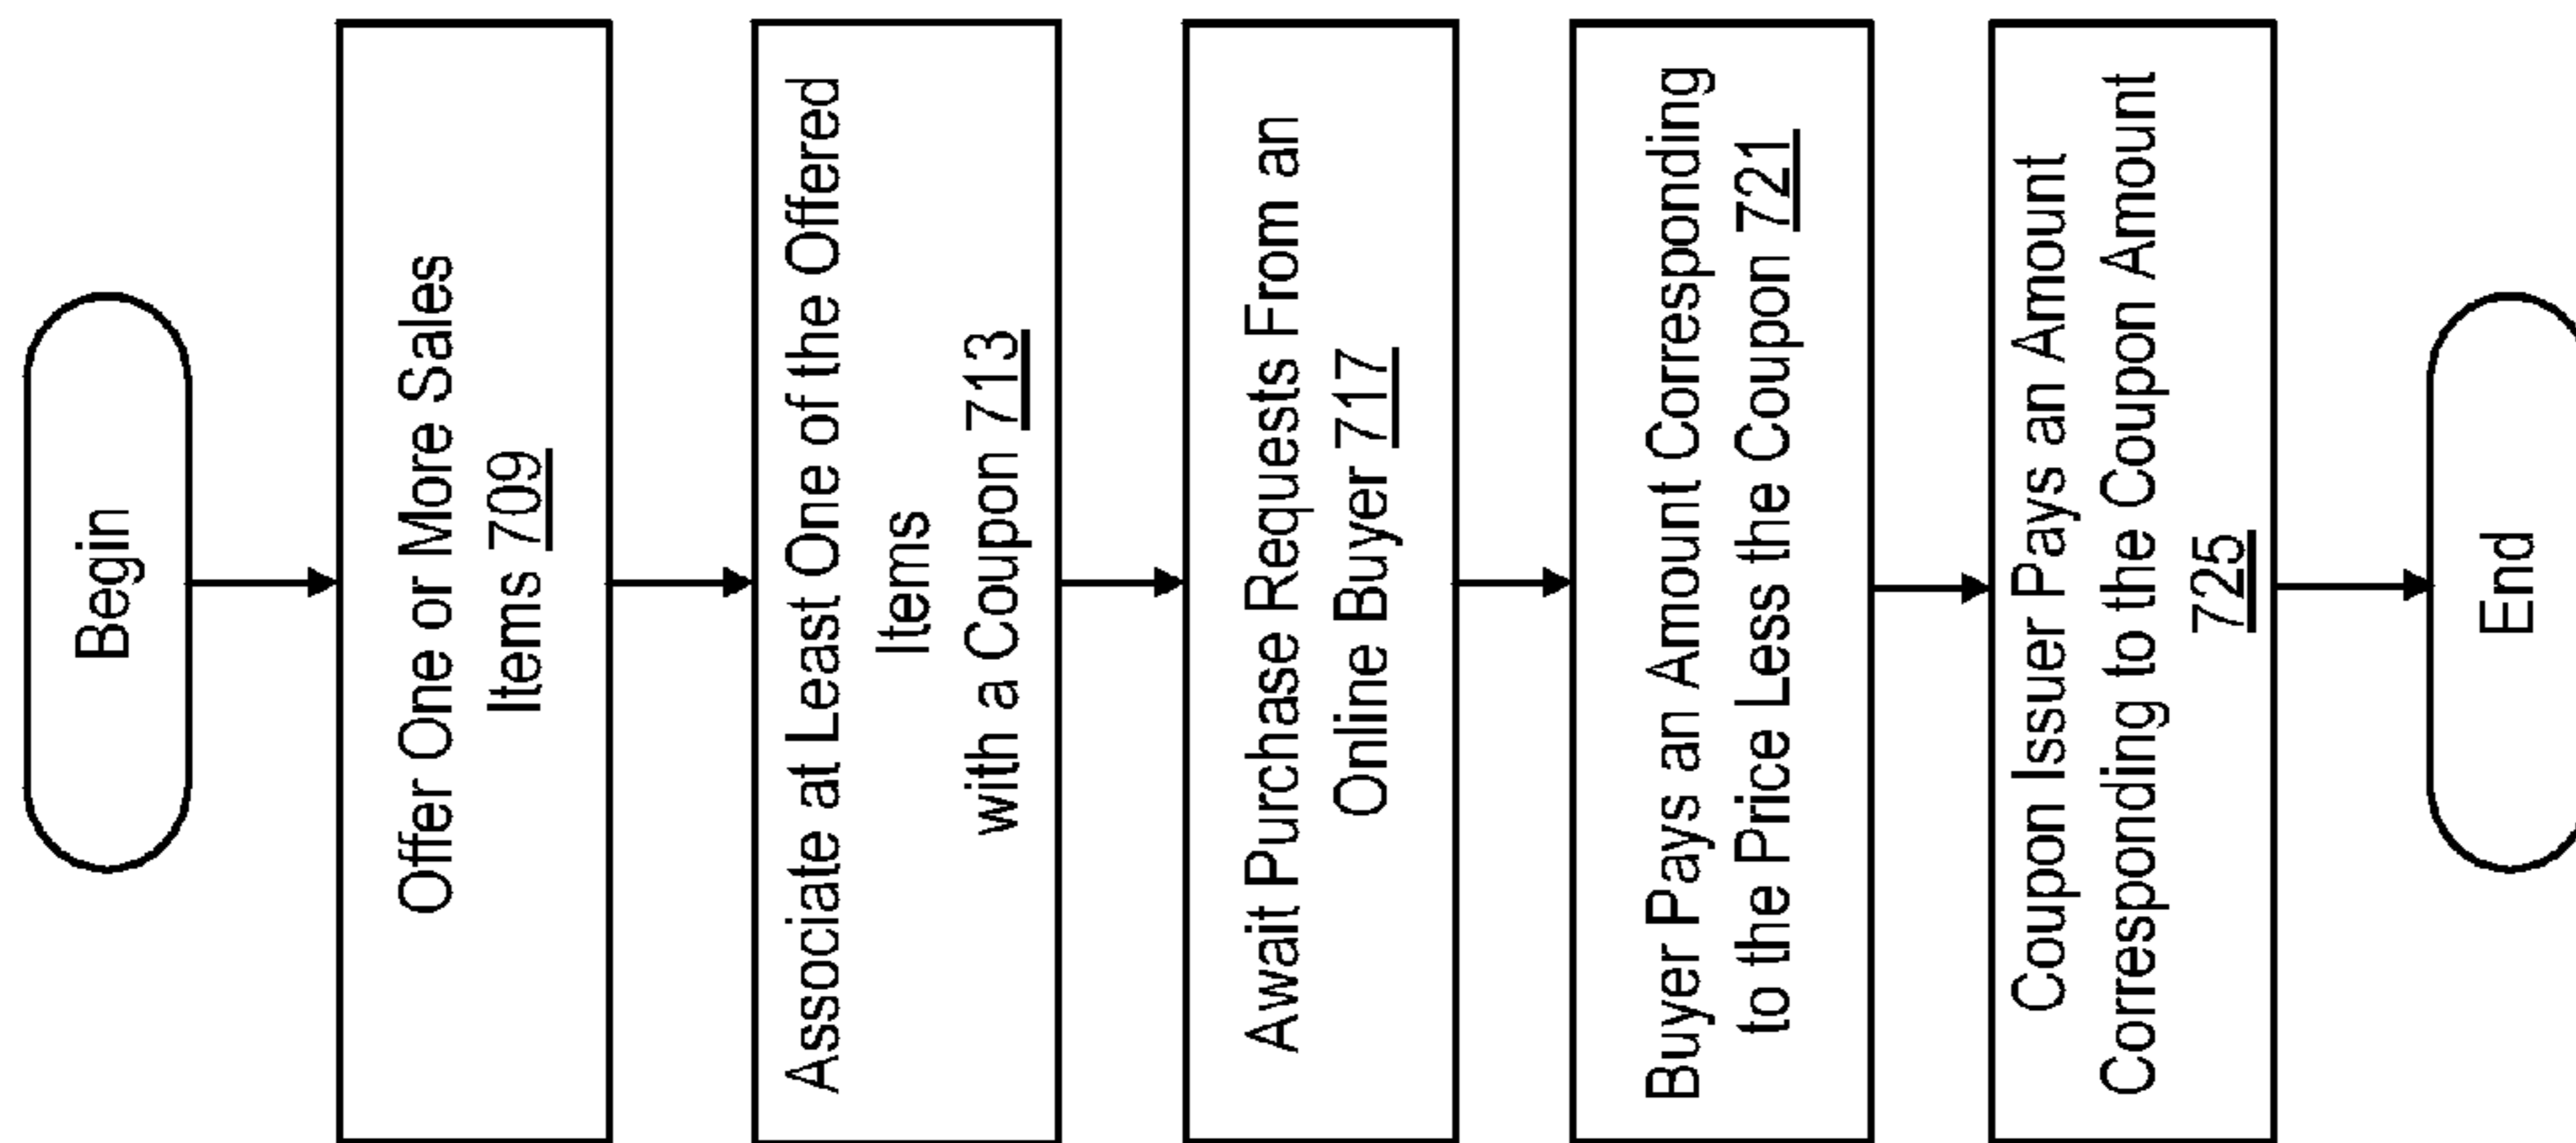 Begin
Offer One or More Sales
Items 709
Associate at Least One of the Offered
Items
with a Coupon 713
Await Purchase Requests From an
Online Buyer 717
Buyer Pays an Amount Corresponding
to the Price Less the Coupon 721
Coupon Issuer Pays an Amount
Corresponding to the Coupon Amount
725
End